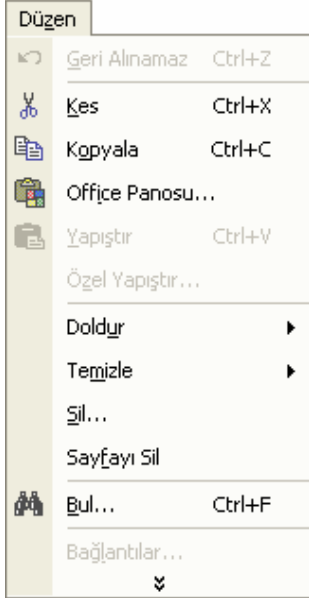 Düzen
Geri Alınamaz Ctrl+Z
Kes Ctrl+X
Kopyala Ctrl+C
Office Panosu...
Yapıştır Ctrl+V
Özel Yapıştır...
Doldur
Temizle
Sil...
Sayfayı Sil
Bul... Ctrl+F
Bağlantılar...